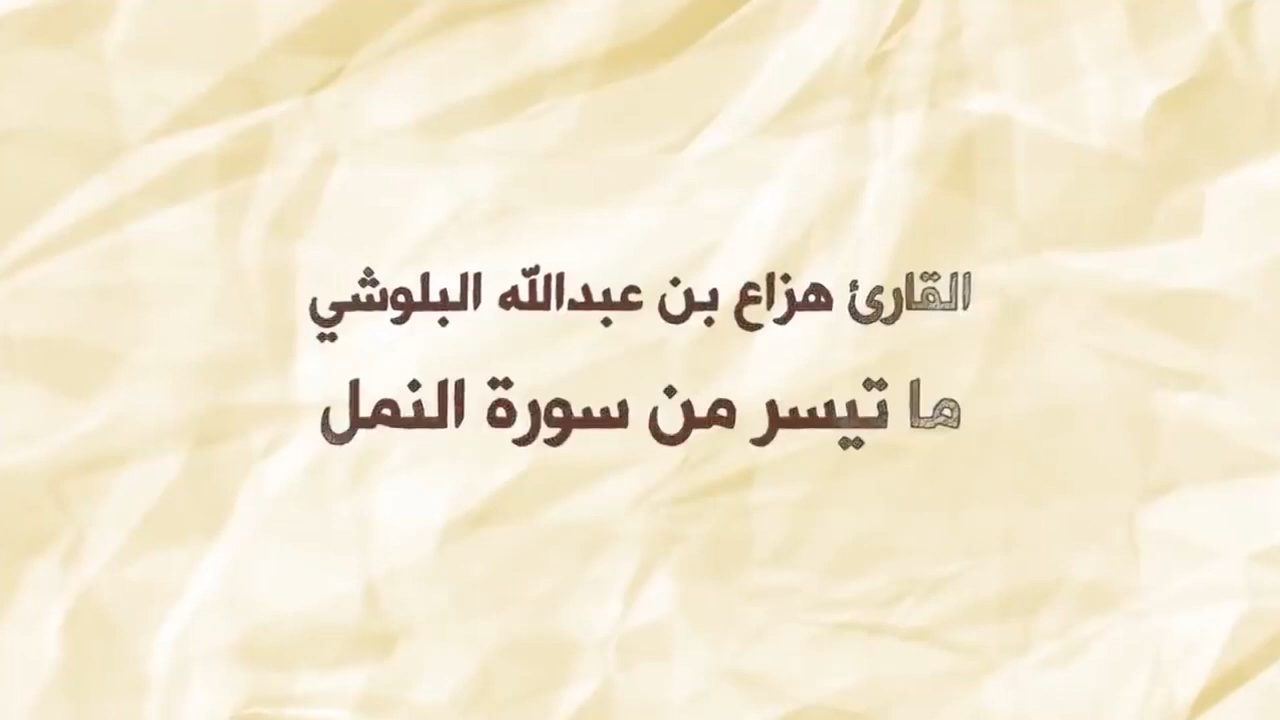 القارئ هزاع بن عبدالله البلوشي
ما تيسر من سورة النمل